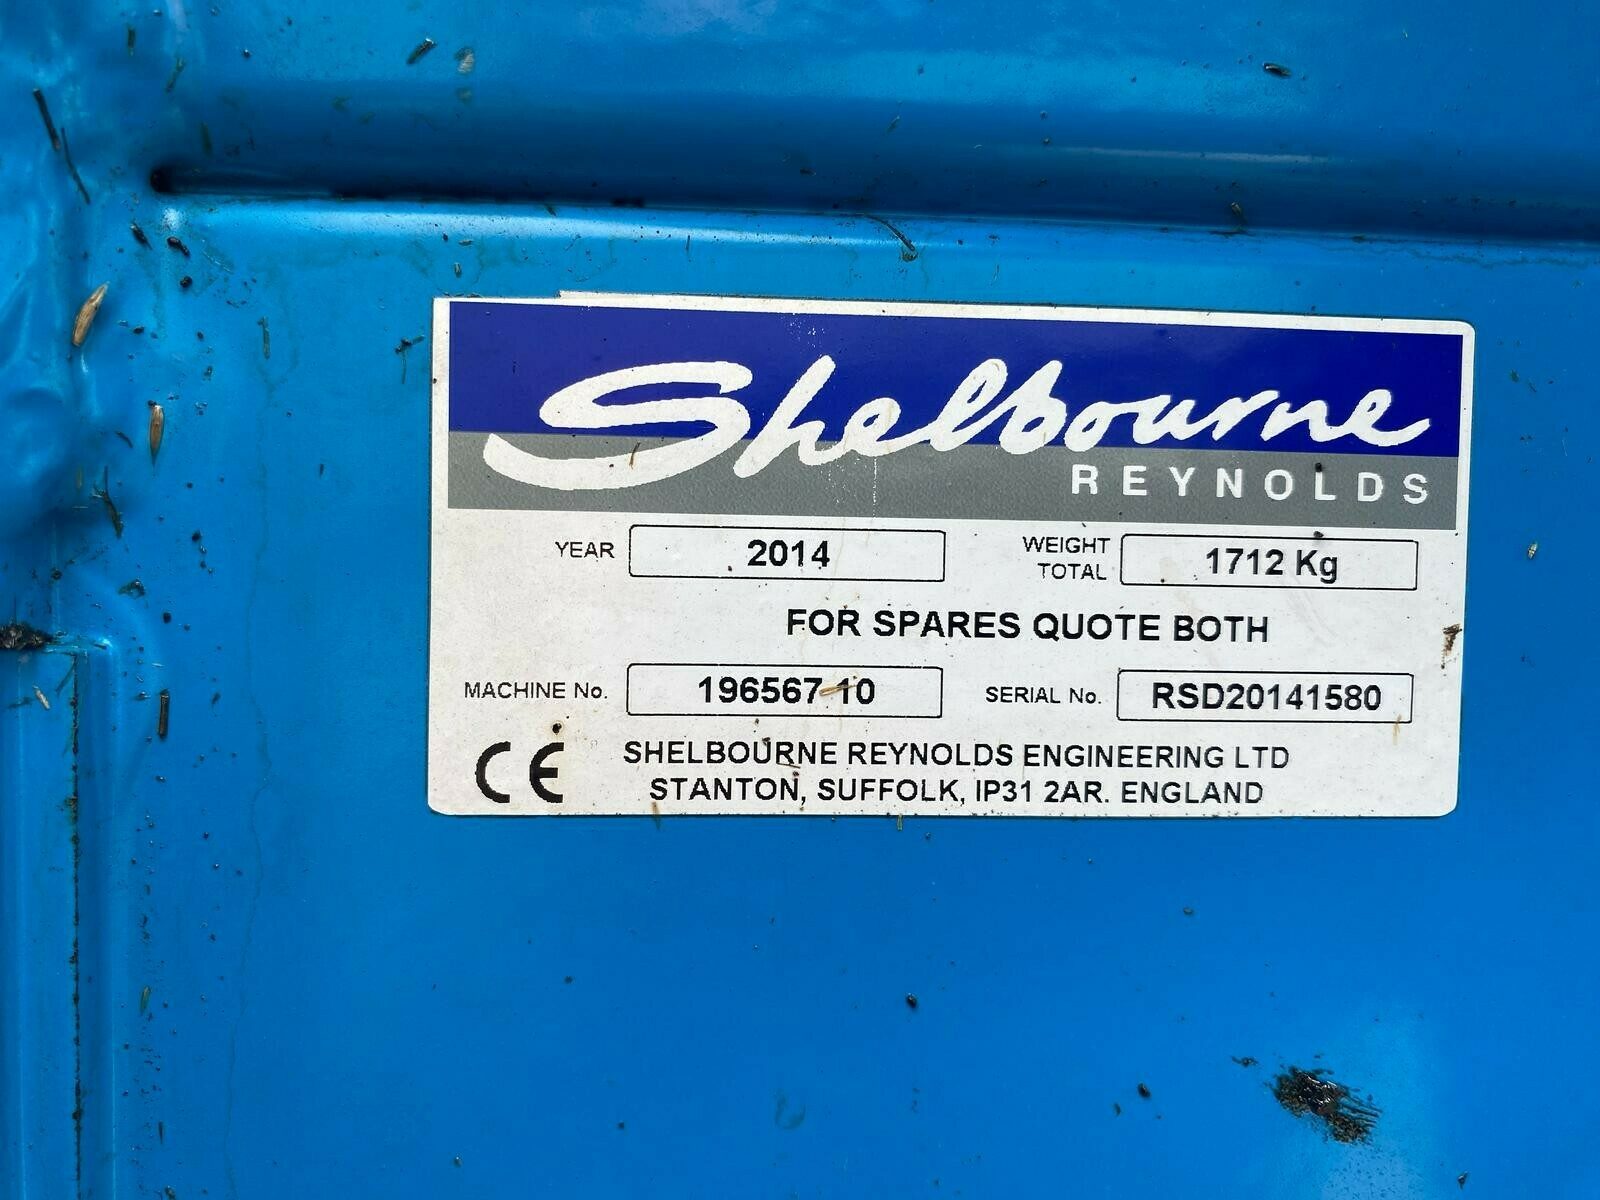 Shelbourne
REYNOLDS
YEAR 2014 WEIGHT TOTAL 1712 Kg
FOR SPARES QUOTE BOTH
MACHINE No. 196567 10 SERIAL No. RSD20141580
CE SHELBOURNE REYNOLDS ENGINEERING LTD
STANTON, SUFFOLK, IP31 2AR. ENGLAND